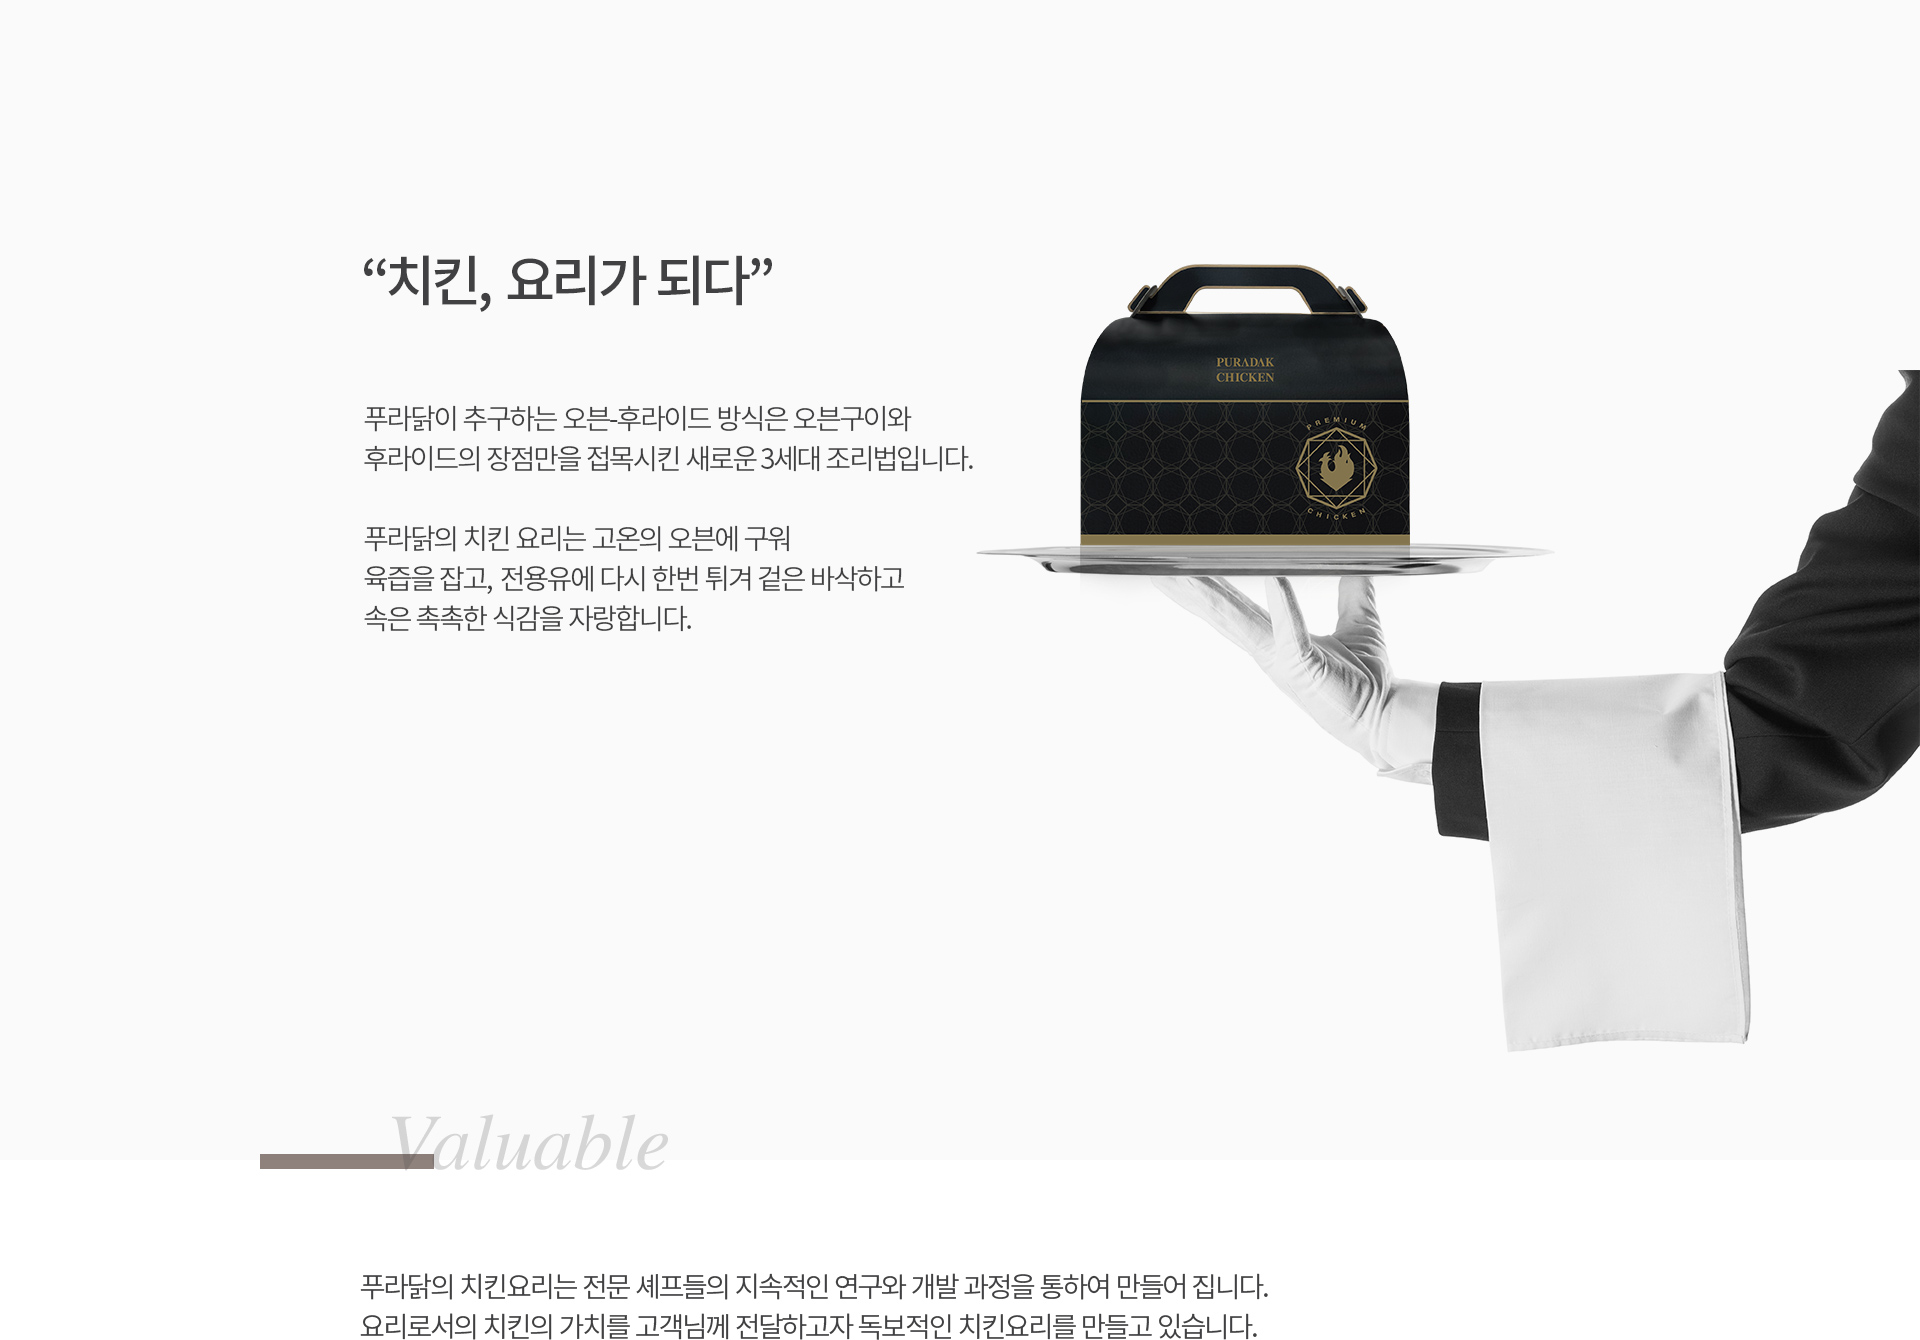 “치킨, 요리가 되다”
푸라닭이 추구하는 오븐-후라이드 방식은 오븐구이와
후라이드의 장점만을 접목시킨 새로운 3세대 조리법입니다.
푸라닭의 치킨 요리는 고온의 오븐에 구워
육즙을 잡고, 전용유에 다시 한번 튀겨 겉은 바삭하고
속은 촉촉한 식감을 자랑합니다.
PURADAK
CHICKEN
PREMIUM
CHICKEN
Valuable
푸라닭의 치킨요리는 전문 셰프들의 지속적인 연구와 개발 과정을 통하여 만들어 집니다.
요리로서의 치킨의 가치를 고객님께 전달하고자 독보적인 치킨요리를 만들고 있습니다.